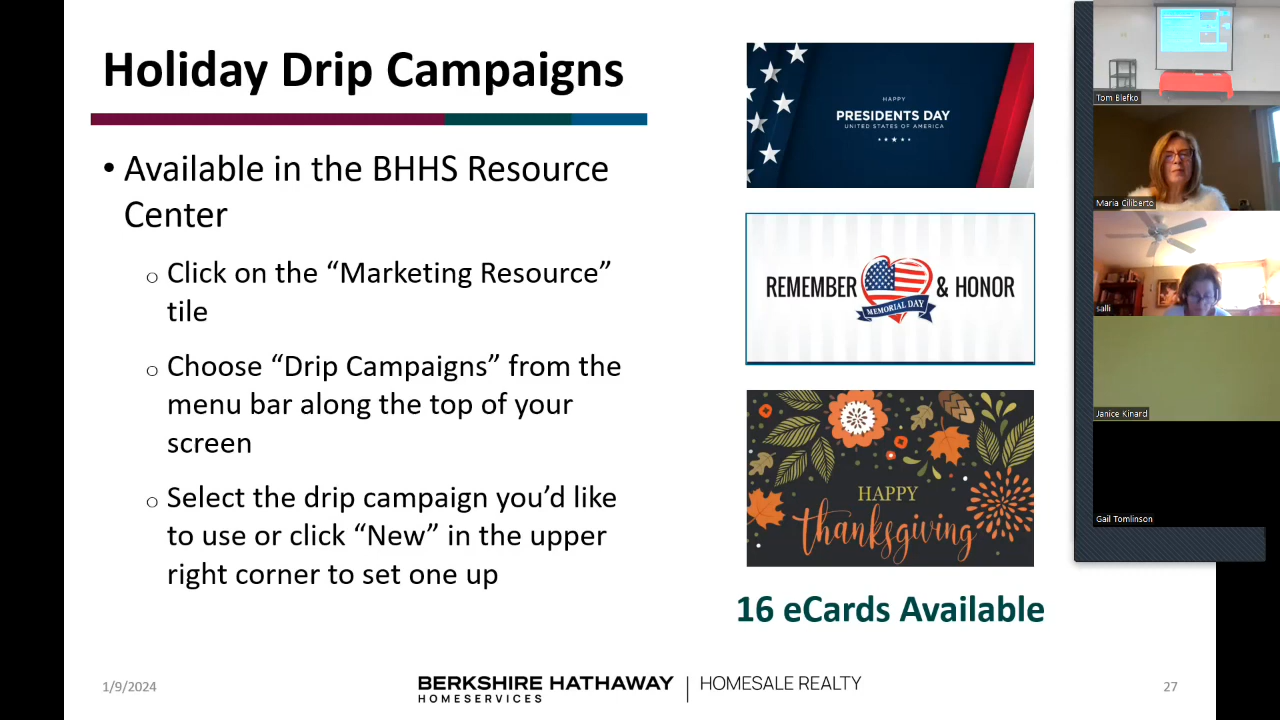 Holiday Drip Campaigns
• Available in the BHHS Resource
Center
o Click on the “Marketing Resource”
tile
o Choose “Drip Campaigns” from the
menu bar along the top of your
screen
o Select the drip campaign you’d like
to use or click “New” in the upper
right corner to set one up
HAPPY
PRESIDENTS DAY
UNITED STATES OF AMERICA
REMEMBER & HONOR
MEMORIAL DAY
HAPPY
thanksgiving
16 eCards Available
1/9/2024
BERKSHIRE HATHAWAY
HOMESERVICES
HOMESALE REALTY
27
Tom Blefko
Maria Ciliberto
salli
Janice Kinard
Gail Tomlinson